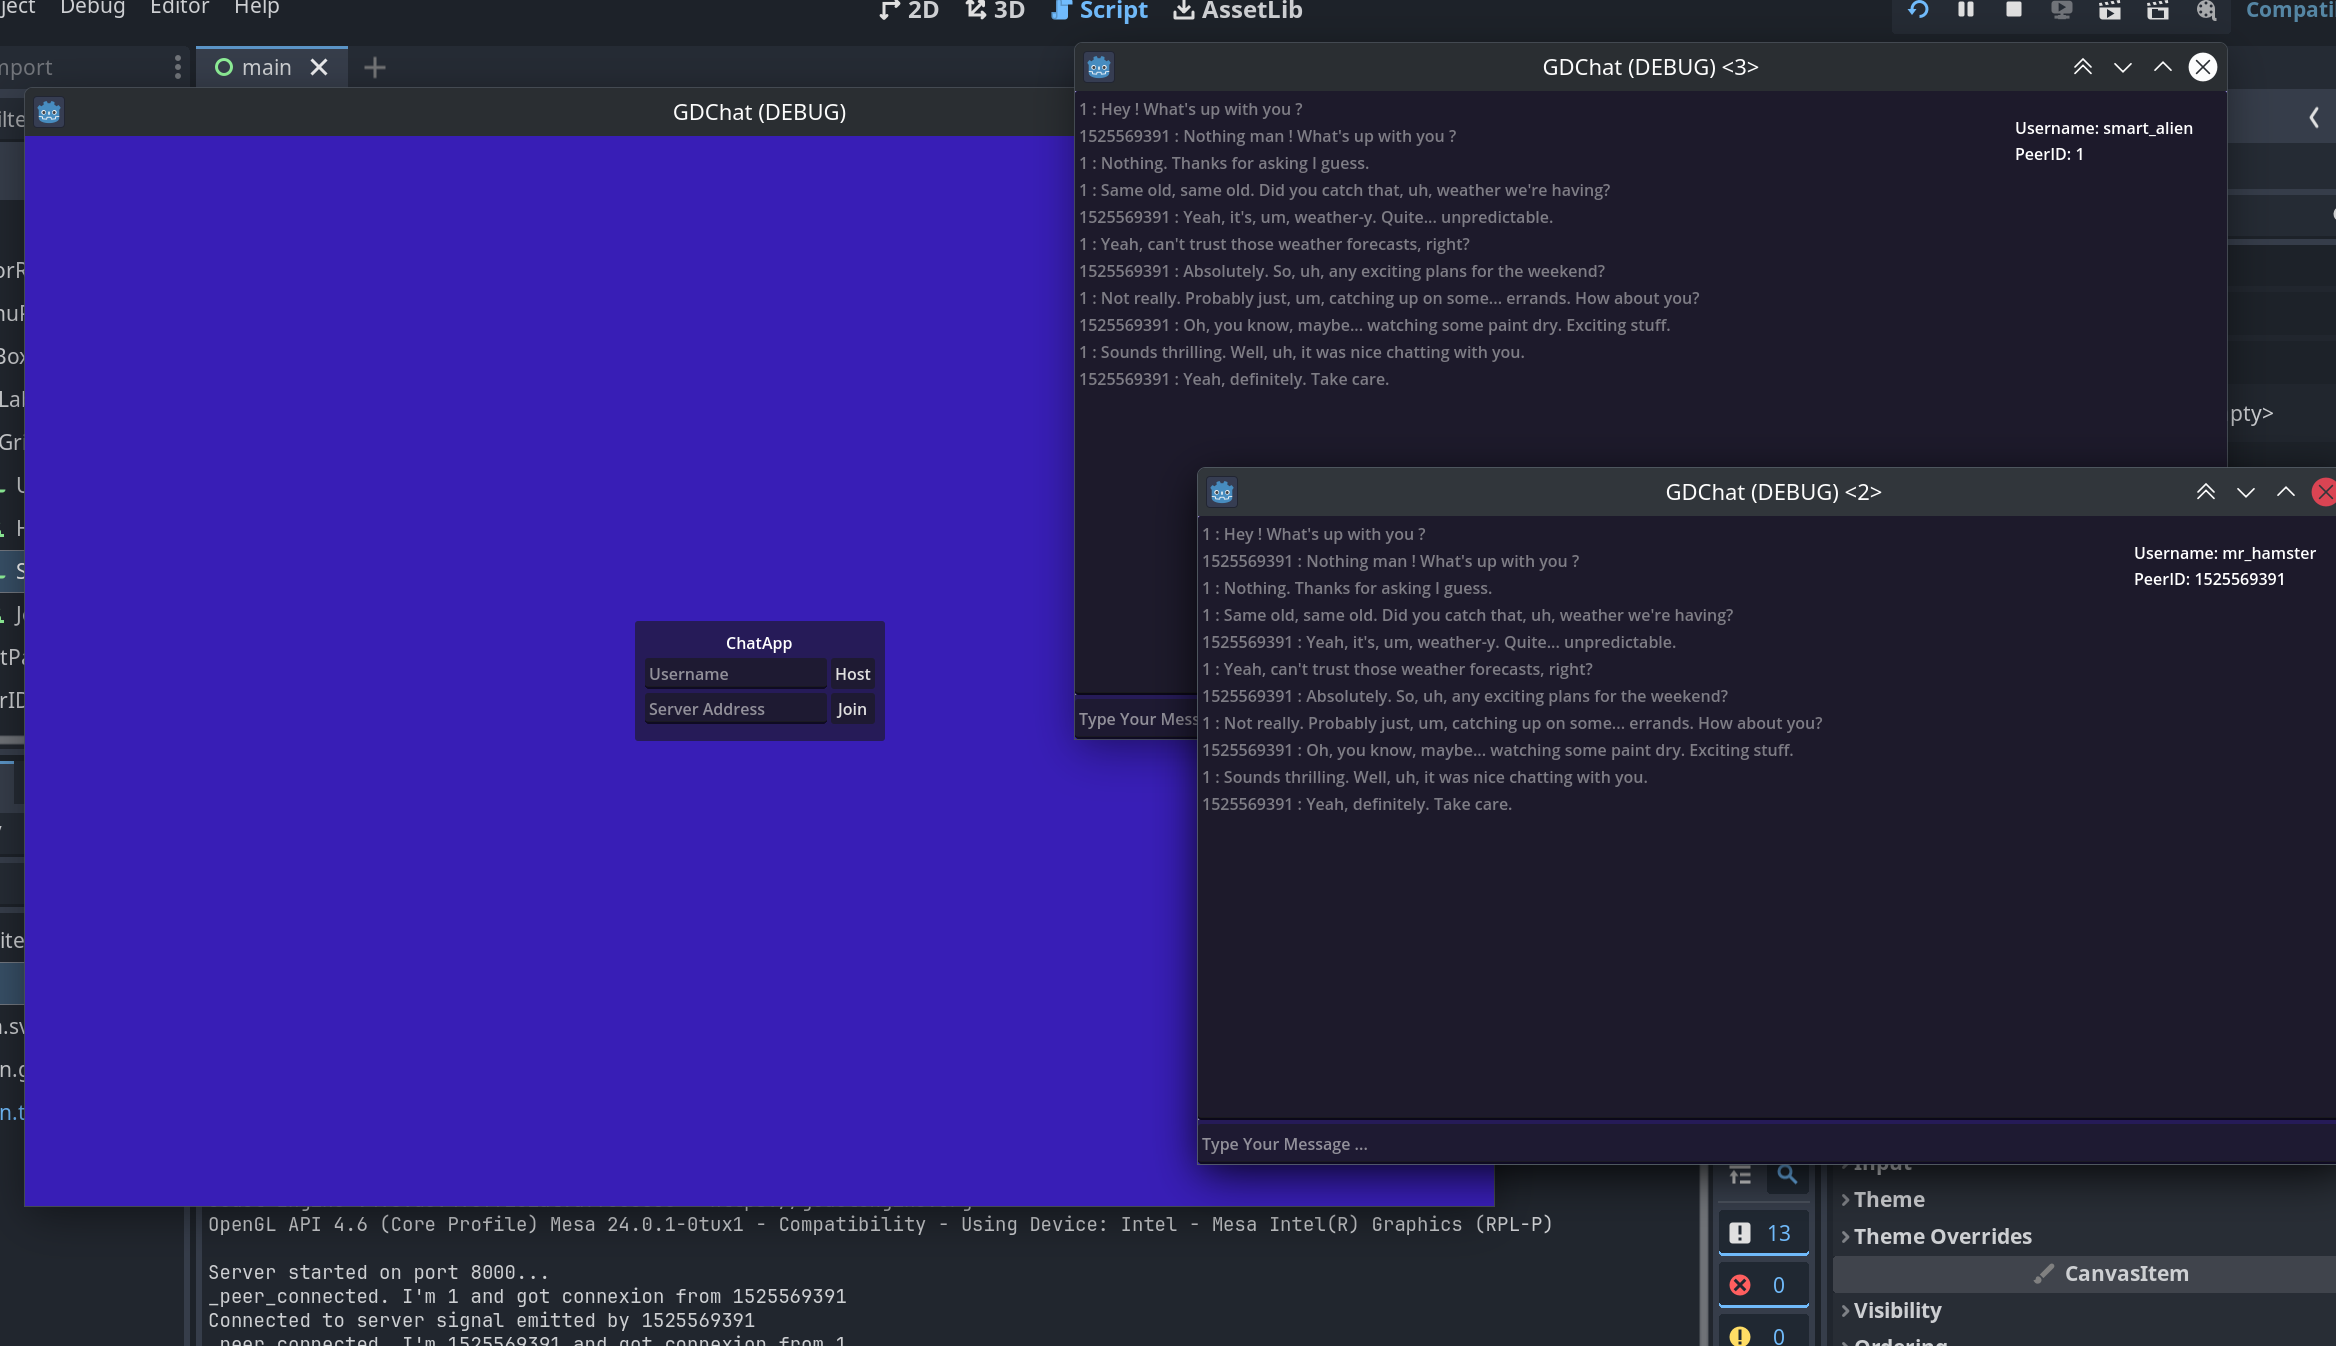 Debug Editor Help
2D 3D Script AssetLib
main
GDChat (DEBUG)
ChatApp
Username Host
Server Address Join
GDChat (DEBUG) <3>
1 : Hey ! What's up with you ?
1525569391 : Nothing man ! What's up with you ?
1 : Nothing. Thanks for asking I guess.
1 : Same old, same old. Did you catch that, uh, weather we're having?
1525569391 : Yeah, it's, um, weather-y. Quite... unpredictable.
1 : Yeah, can't trust those weather forecasts, right?
1525569391 : Absolutely. So, uh, any exciting plans for the weekend?
1 : Not really. Probably just, um, catching up on some... errands. How about you?
1525569391 : Oh, you know, maybe... watching some paint dry. Exciting stuff.
1 : Sounds thrilling. Well, uh, it was nice chatting with you.
1525569391 : Yeah, definitely. Take care.
Username: smart_alien
PeerID: 1
Type Your Mess
GDChat (DEBUG) <2>
1 : Hey ! What's up with you ?
1525569391 : Nothing man ! What's up with you ?
1 : Nothing. Thanks for asking I guess.
1 : Same old, same old. Did you catch that, uh, weather we're having?
1525569391 : Yeah, it's, um, weather-y. Quite... unpredictable.
1 : Yeah, can't trust those weather forecasts, right?
1525569391 : Absolutely. So, uh, any exciting plans for the weekend?
1 : Not really. Probably just, um, catching up on some... errands. How about you?
1525569391 : Oh, you know, maybe... watching some paint dry. Exciting stuff.
1 : Sounds thrilling. Well, uh, it was nice chatting with you.
1525569391 : Yeah, definitely. Take care.
Username: mr_hamster
PeerID: 1525569391
Type Your Message ...
pty>
OpenGL API 4.6 (Core Profile) Mesa 24.0.1-0tux1 - Compatibility - Using Device: Intel - Mesa Intel(R) Graphics (RPL-P)
Server started on port 8000...
_peer_connected. I'm 1 and got connexion from 1525569391
Connected to server signal emitted by 1525569391
_peer_connected. I'm 1525569391 and got connexion from 1
13
0
0
Input
Theme
Theme Overrides
CanvasItem
Visibility
Ordering